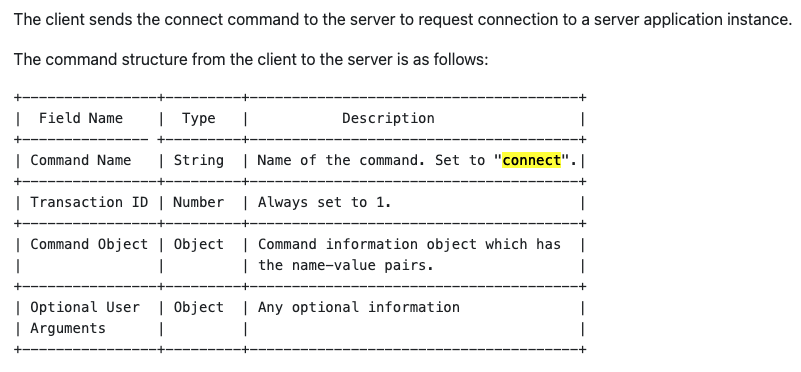 The client sends the connect command to the server to request connection to a server application instance.
The command structure from the client to the server is as follows:
+----------------+---------+---------------------------------------+
|  Field Name    |  Type   |           Description                 |
+--------------- +---------+---------------------------------------+
| Command Name   | String  | Name of the command. Set to "connect".|
+----------------+---------+---------------------------------------+
| Transaction ID | Number  | Always set to 1.                      |
+----------------+---------+---------------------------------------+
| Command Object | Object  | Command information object which has  |
|                |         | the name-value pairs.                 |
+----------------+---------+---------------------------------------+
| Optional User  | Object  | Any optional information              |
| Arguments      |         |                                       |
+----------------+---------+---------------------------------------+